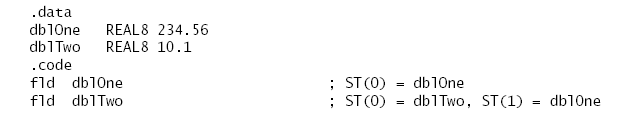 .data
dblOne   REAL8 234.56
dblTwo   REAL8 10.1
.code
fld  dblOne                    ; ST(0) = dblOne
fld  dblTwo                    ; ST(0) = dblTwo, ST(1) = dblOne